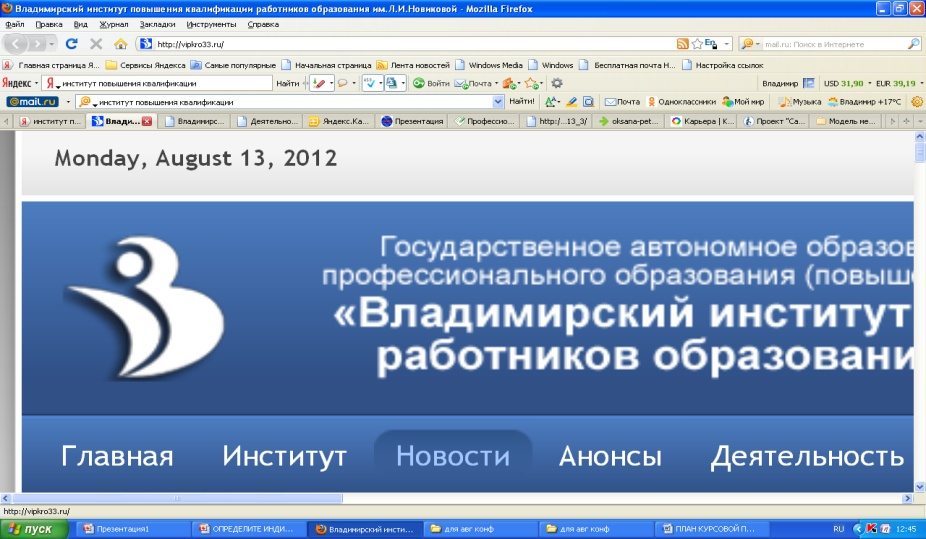 Владимирский институт повышения квалификации работников образования им.Л.И.Новиковой - Mozilla Firefox
Файл Правка Вид Журнал Закладки Инструменты Справка
http://vipkro33.ru/ mail.ru: Поиск в Интернете
Главная страница Я... Сервисы Яндекса Самые популярные Начальная страница Лента новостей Windows Media Windows Бесплатная почта H... Настройка ссылок
Яндекс институт повышения квалификации Найти Войти Почта Владимир USD 31,90 EUR 39,19
@mail.ru институт повышения квалификации Найти! Почта Одноклассники Мой мир Музыка Владимир +17°C
институт п... Влади... Владимирс... Деятельно... Яндекс.Ка... Презентация Профессио... http:/...13_3/ oksana-pet... Карьера | К... Проект "Са... Модель не...
Monday, August 13, 2012
Государственное автономное образов
профессионального образования (повыше
«Владимирский институт
работников образовани
Главная Институт Новости Анонсы Деятельность
http://vipkro33.ru/
пуск Презентация1 ОПРЕДЕЛИТЕ ИНДИ... Владимирский инсти... для авг конф для авг конф ПЛАН КУРСОВОЙ П... RU 12:45